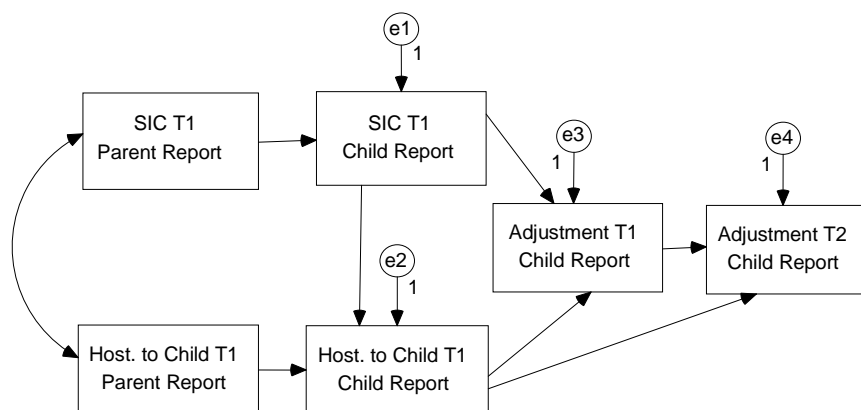 e1
1
SIC T1
Parent Report
SIC T1
Child Report
e3
1
e4
1
Adjustment T1
Child Report
Adjustment T2
Child Report
e2
1
Host. to Child T1
Parent Report
Host. to Child T1
Child Report